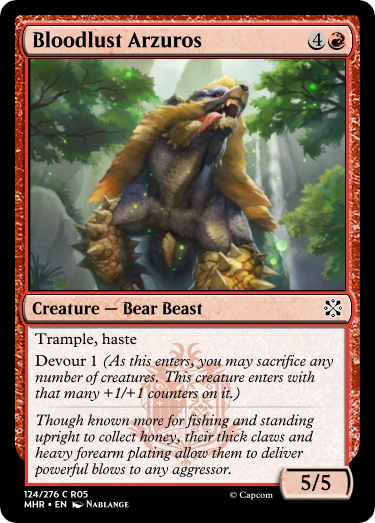 Bloodlust Arzuros 4
Creature — Bear Beast
Trample, haste
Devour 1 (As this enters, you may sacrifice any
number of creatures. This creature enters with
that many +1/+1 counters on it.)
Though known more for fishing and standing
upright to collect honey, their thick claws and
heavy forearm plating allow them to deliver
powerful blows to any aggressor.
5/5
124/276 C R05
MHR • EN Nablange
© Capcom